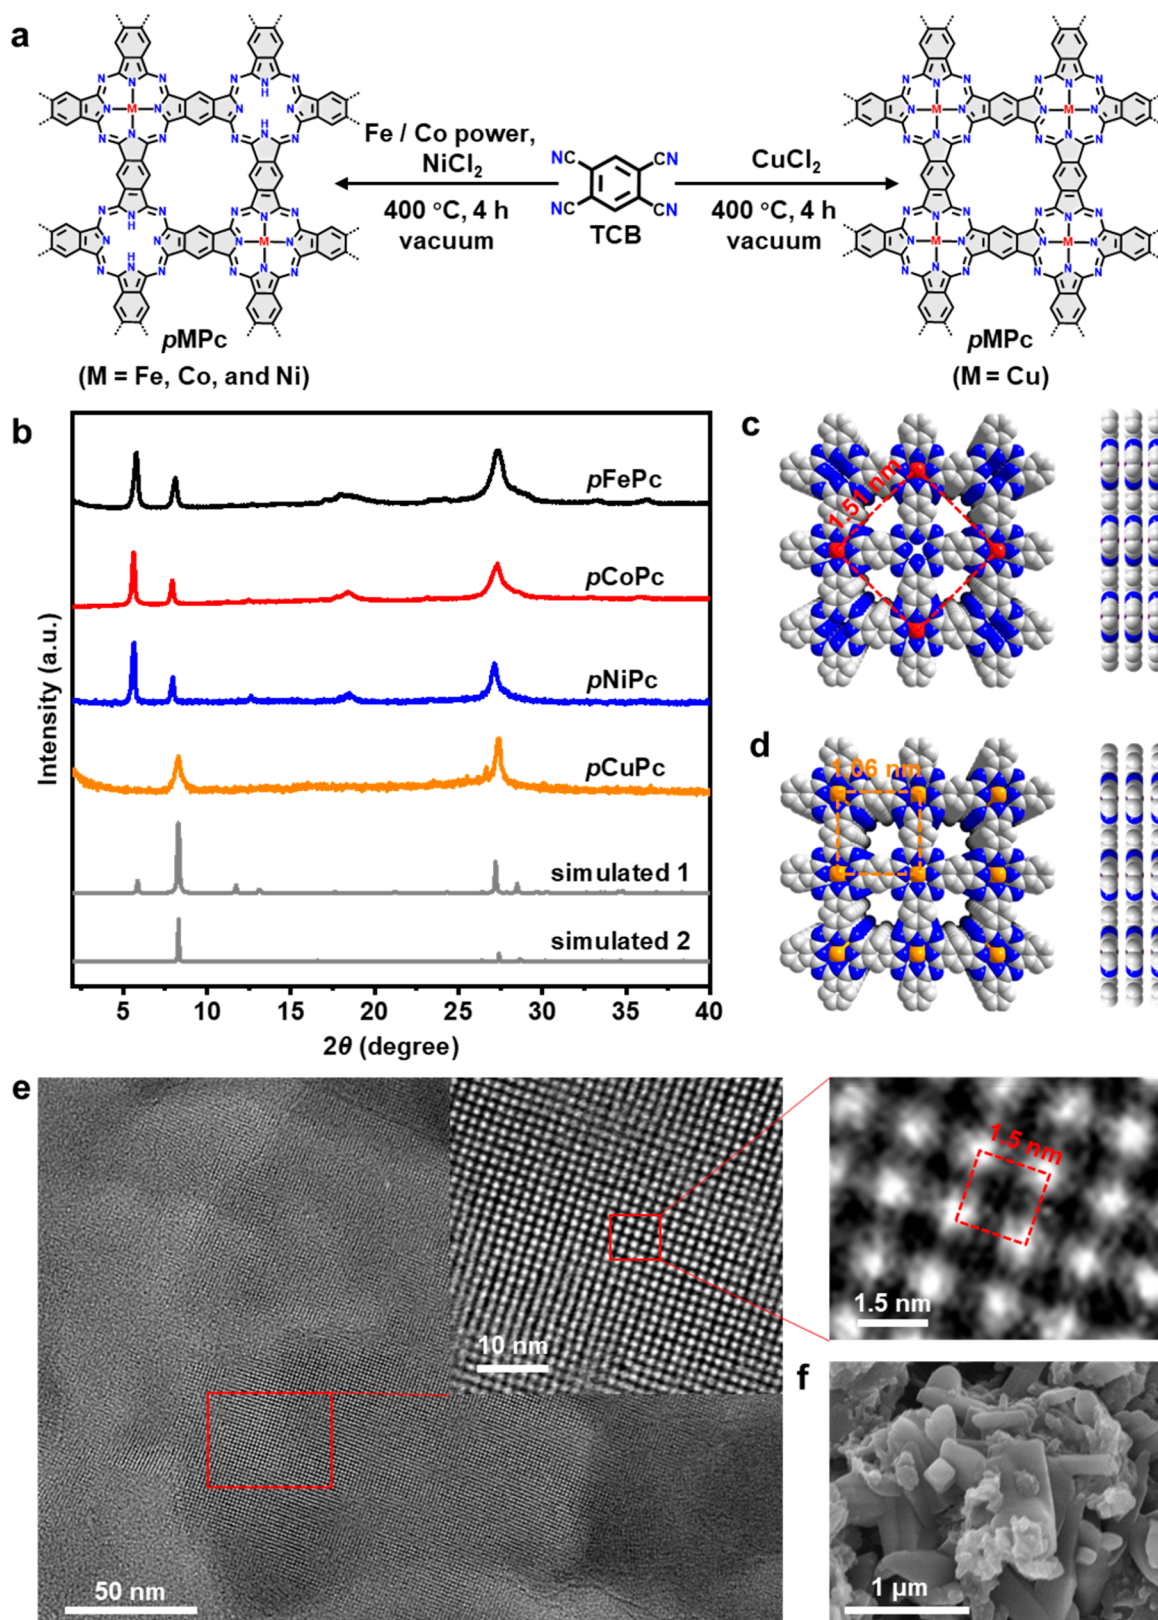 a
Fe / Co power,
NiCl2
400 °C, 4 h
vacuum
NC
CN
NC
CN
TCB
CuCl2
400 °C, 4 h
vacuum
N
N
N
N
N
M
N
N
N
H
N
N
N
H
N
M
N
pMPc
(M = Fe, Co, and Ni)
pMPc
(M = Cu)
b
pFePc
pCoPc
pNiPc
pCuPc
simulated 1
simulated 2
Intensity (a.u.)
5 10 15 20 25 30 35 40
2θ (degree)
c
1.51 nm
d
1.06 nm
e
10 nm
50 nm
1.5 nm
1.5 nm
f
1 μm